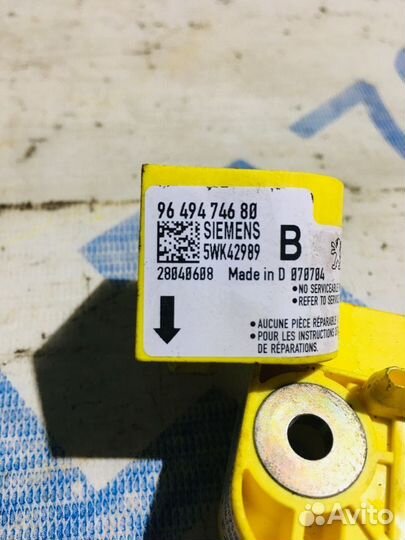 96 494 746 80
SIEMENS
5WK42989
B
28040608 Made in D 070704
• NO SERVICEABLE
• REFER TO SERV
• AUCUNE PIÈCE RÉPARABLE
• POUR LES INSTRUCTIONS
DE RÉPARATIONS.
Avito